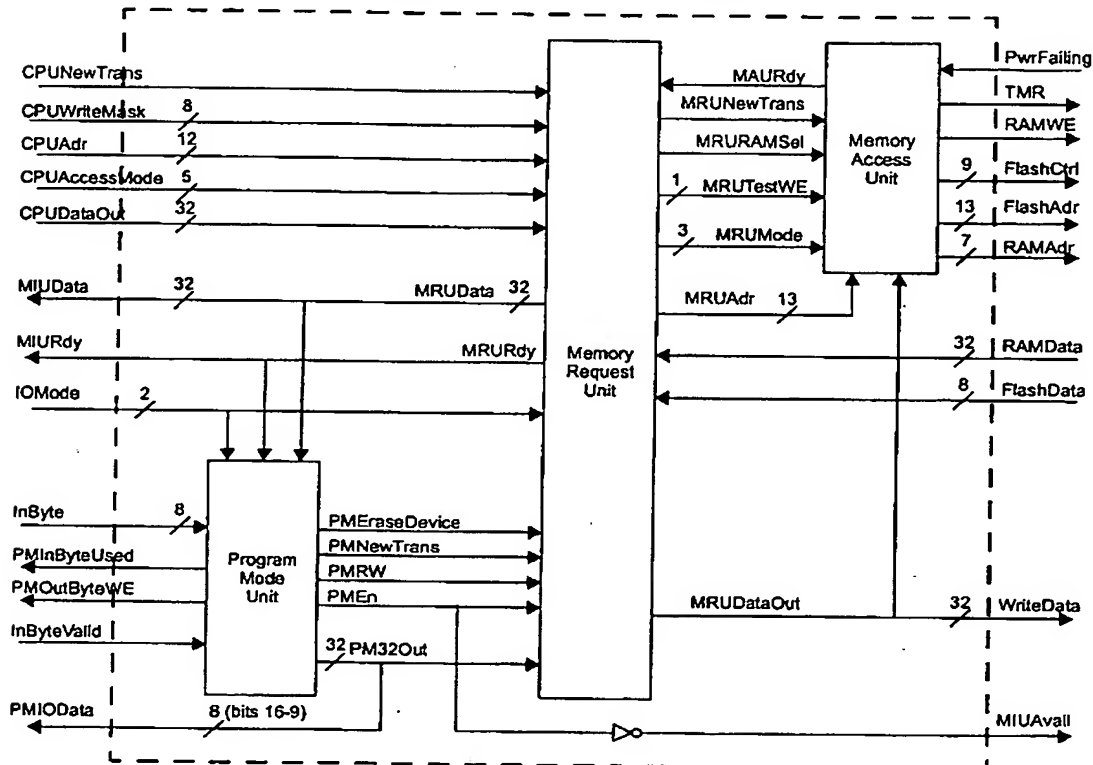 CPUNewTrans
CPUWriteMask 8
CPUAdr 12
CPUAccessMode 5
CPUDataOut 32
MIUData 32 MRUData 32
MIURdy MRURdy
IOMode 2
InByte 8
PMInByteUsed
PMOutByteWE
InByteValid
PMIOData 8 (bits 16-9)
Program
Mode
Unit
PMEraseDevice
PMNewTrans
PMRW
PMEn
32 PM32Out
Memory
Request
Unit
MAURdy
MRUNewTrans
MRURAMSel
1 MRUTestWE
3 MRUMode
MRUAdr 13
Memory
Access
Unit
PwrFailing
TMR
RAMWE
9 FlashCtrl
13 FlashAdr
7 RAMAdr
32 RAMData
8 FlashData
MRUDataOut 32 WriteData
MIUAvail